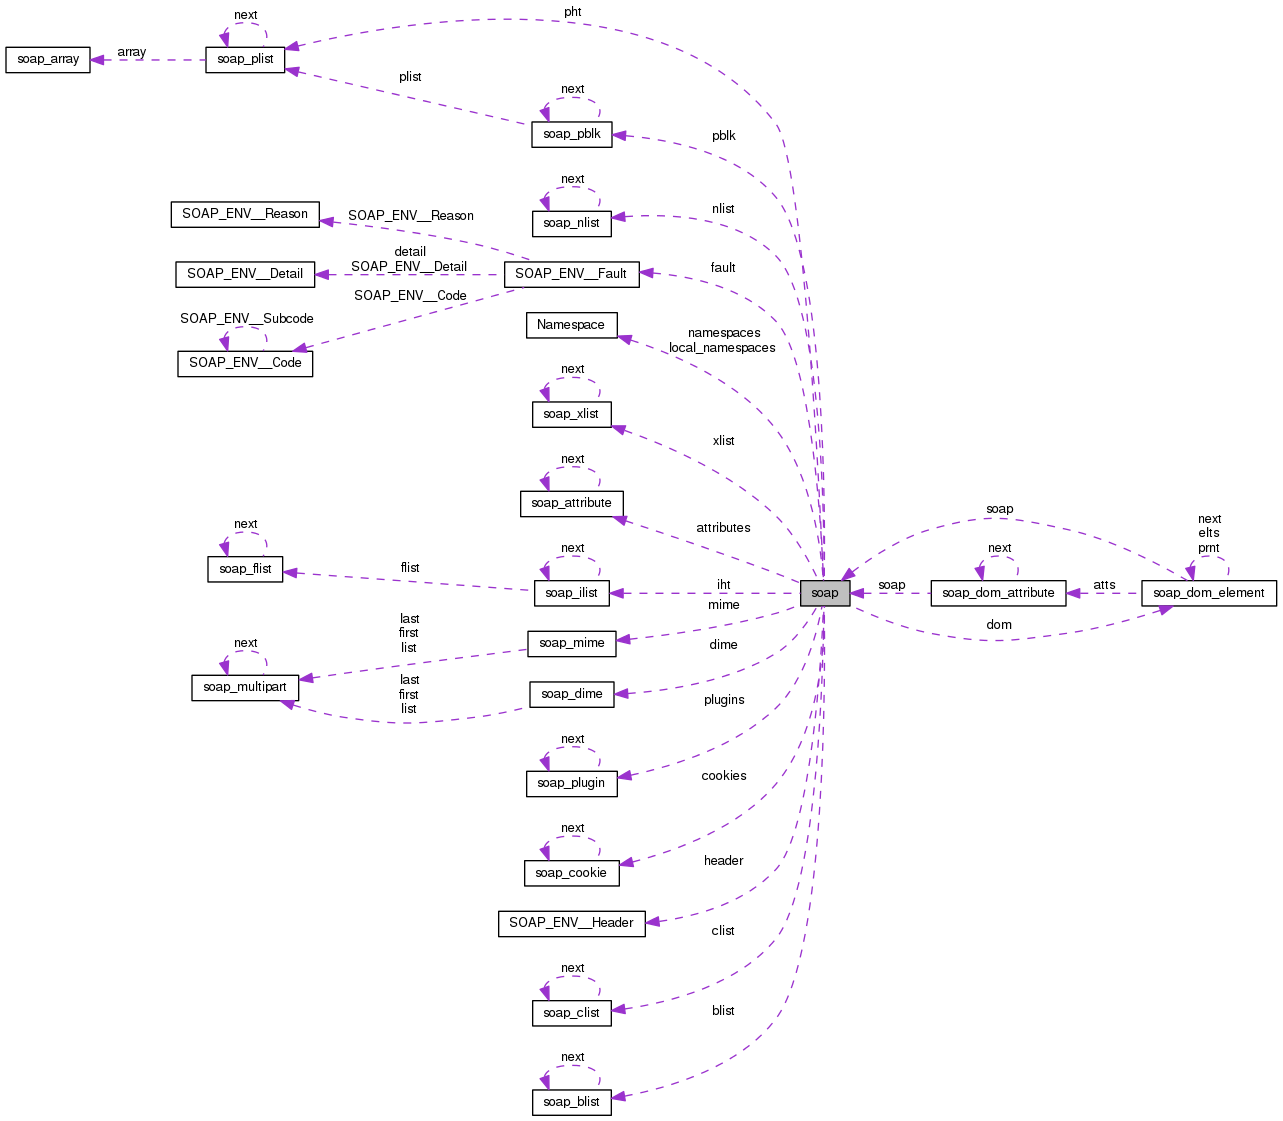 next
pht
array
soap_array
soap_plist
plist
next
soap_pblk
pblk
next
soap_nlist
nlist
SOAP_ENV__Reason
SOAP_ENV__Reason
detail
SOAP_ENV__Detail
SOAP_ENV__Detail
SOAP_ENV__Fault
fault
SOAP_ENV__Code
SOAP_ENV__Subcode
SOAP_ENV__Code
Namespace
namespaces
local_namespaces
next
soap_xlist
xlist
next
soap_attribute
attributes
next
soap_flist
flist
next
soap_ilist
iht
soap
soap
soap
next
soap_dom_attribute
atts
next
elts
prnt
soap_dom_element
dom
mime
last
first
list
soap_mime
next
soap_multipart
dime
last
first
list
soap_dime
plugins
next
soap_plugin
cookies
next
soap_cookie
header
SOAP_ENV__Header
clist
next
soap_clist
blist
next
soap_blist